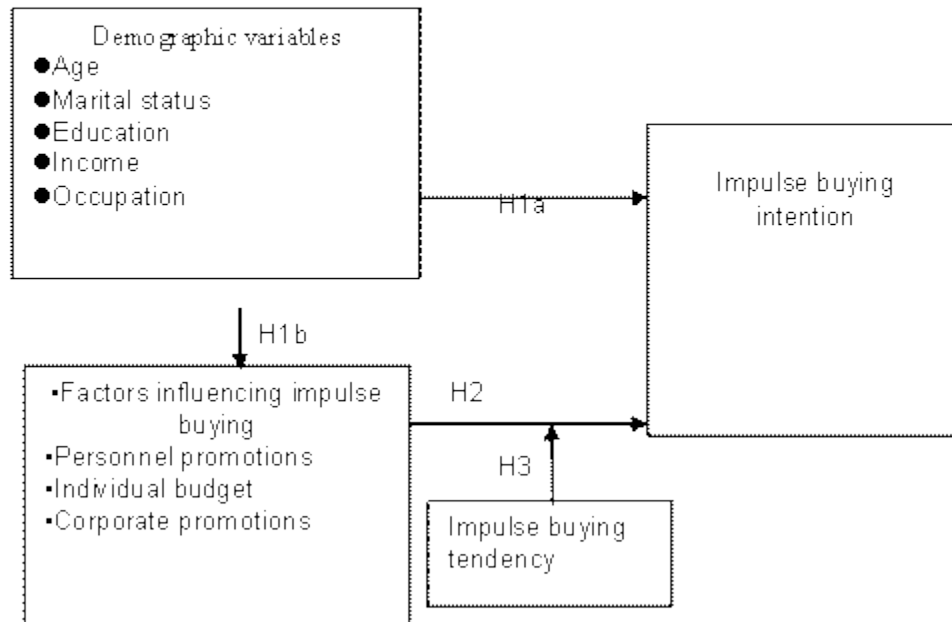 Demographic variables
●Age
●Marital status
●Education
●Income
●Occupation
H1a
Impulse buying
intention
H1b
▪Factors influencing impulse
buying
▪Personnel promotions
▪Individual budget
▪Corporate promotions
H2
H3
Impulse buying
tendency